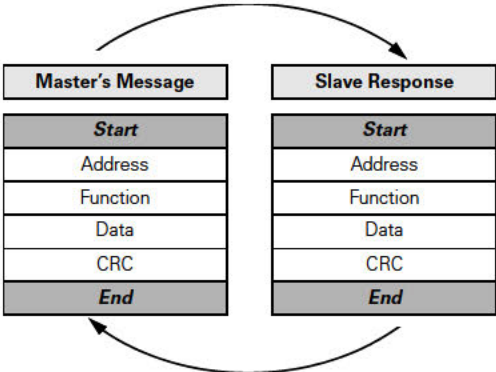 Master's Message
Start
Address
Function
Data
CRC
End
Slave Response
Start
Address
Function
Data
CRC
End